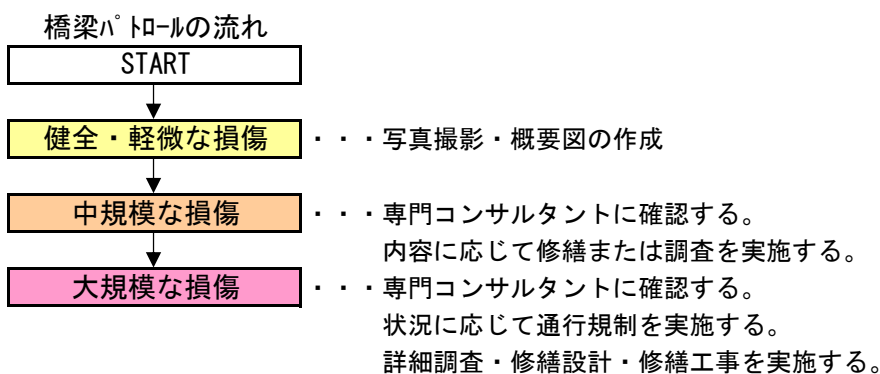 橋梁ﾊﾟﾄﾛｰﾙの流れ
START
健全・軽微な損傷 ・・・写真撮影・概要図の作成
中規模な損傷 ・・・専門コンサルタントに確認する。
内容に応じて修繕または調査を実施する。
大規模な損傷 ・・・専門コンサルタントに確認する。
状況に応じて通行規制を実施する。
詳細調査・修繕設計・修繕工事を実施する。